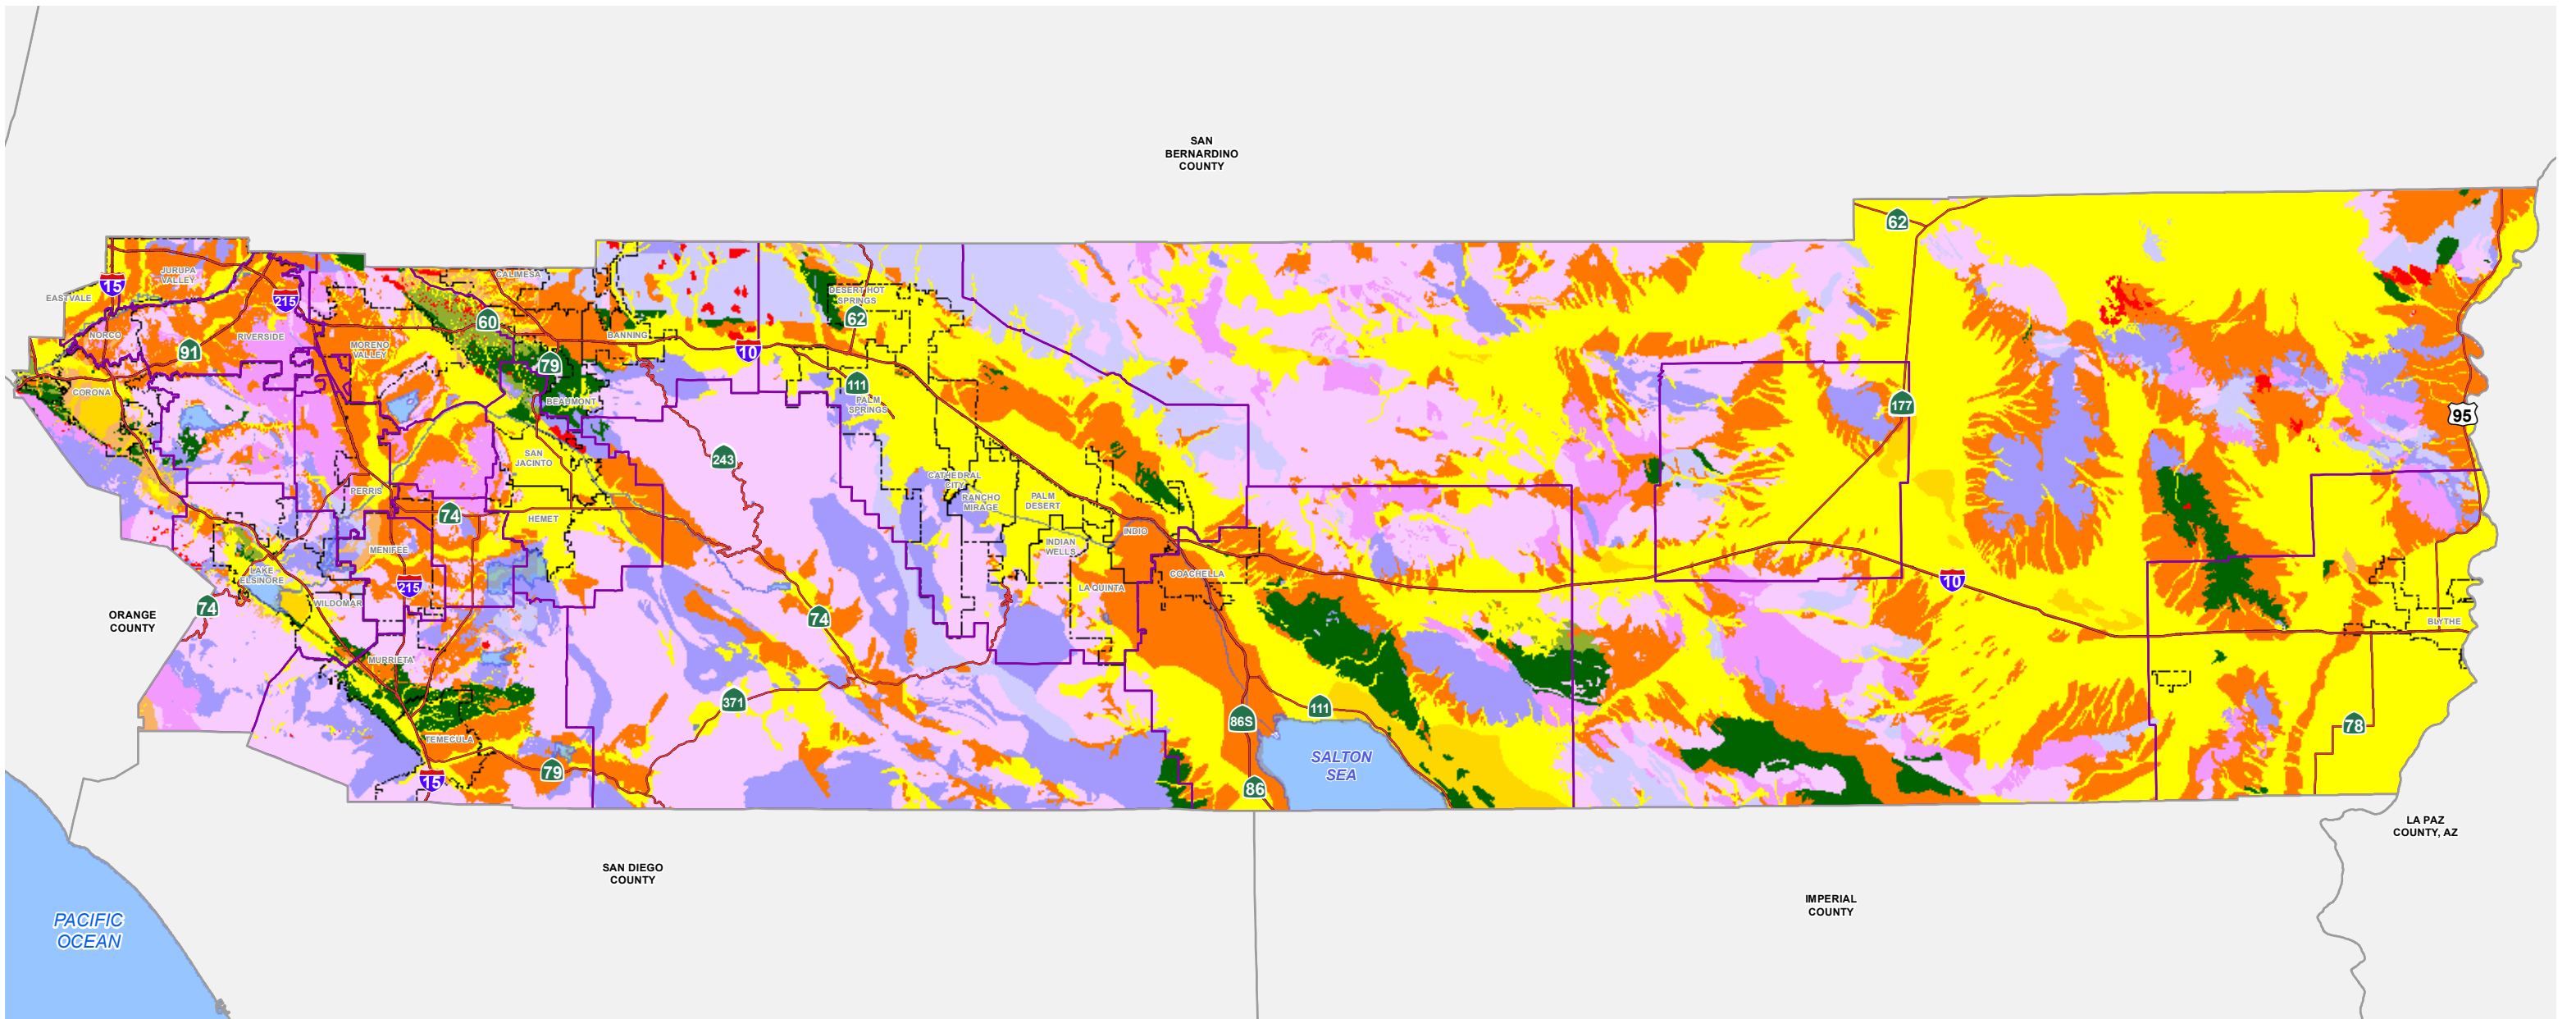 SAN
BERNARDINO
COUNTY
62
JURUPA
VALLEY
CALIMESA
15
EASTVALE
215
DESERT HOT
SPRINGS
62
60
NORCO
RIVERSIDE
BANNING
91
MORENO
VALLEY
10
79
111
CORONA
BEAUMONT
PALM
SPRINGS
177
95
SAN
JACINTO
243
CATHEDRAL
CITY
PERRIS
RANCHO
MIRAGE
PALM
DESERT
74
HEMET
INDIO
MENIFEE
INDIAN
WELLS
LAKE
ELSINORE
215
COACHELLA
10
LA QUINTA
WILDOMAR
74
ORANGE
COUNTY
74
BLYTHE
MURRIETA
371
111
86S
78
TEMECULA
SALTON
SEA
79
15
86
LA PAZ
COUNTY, AZ
SAN DIEGO
COUNTY
IMPERIAL
COUNTY
PACIFIC
OCEAN